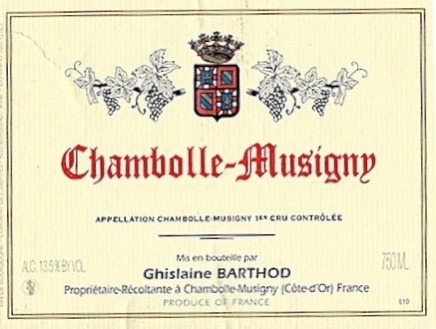 Chambolle-Musigny
APPELLATION CHAMBOLLE-MUSIGNY 1ER CRU CONTRÔLÉE
Mis en bouteille par
ALC. 13.5% BY VOL.
750 ML
Ghislaine BARTHOD
Propriétaire-Récoltante à Chambolle-Musigny (Côte-d'Or) France
PRODUCE OF FRANCE
L10